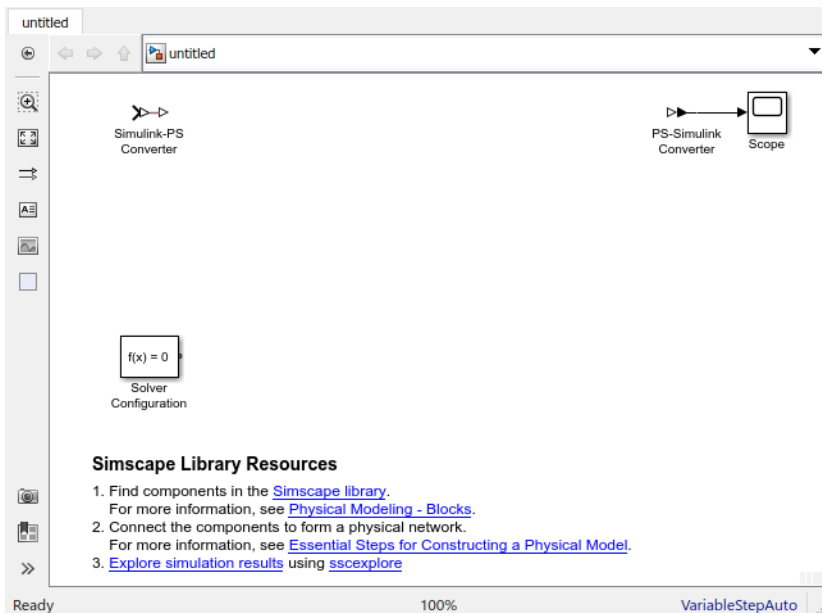 untitled
untitled
Simulink-PS
Converter
PS-Simulink
Converter
Scope
f(x) = 0
Solver
Configuration
Simscape Library Resources
1. Find components in the Simscape library.
For more information, see Physical Modeling - Blocks.
2. Connect the components to form a physical network.
For more information, see Essential Steps for Constructing a Physical Model.
3. Explore simulation results using sscexplore
Ready 100% VariableStepAuto